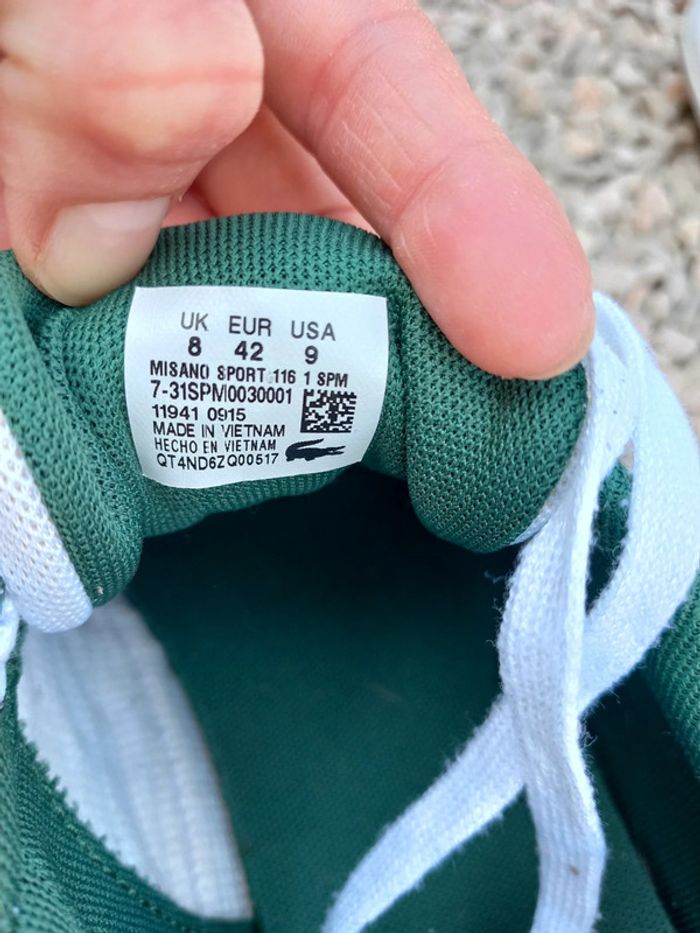 UK EUR USA
8 42 9
MISANO SPORT 116 1 SPM
7-31SPM0030001
11941 0915
MADE IN VIETNAM
HECHO EN VIETNAM
QT4ND6ZQ00517